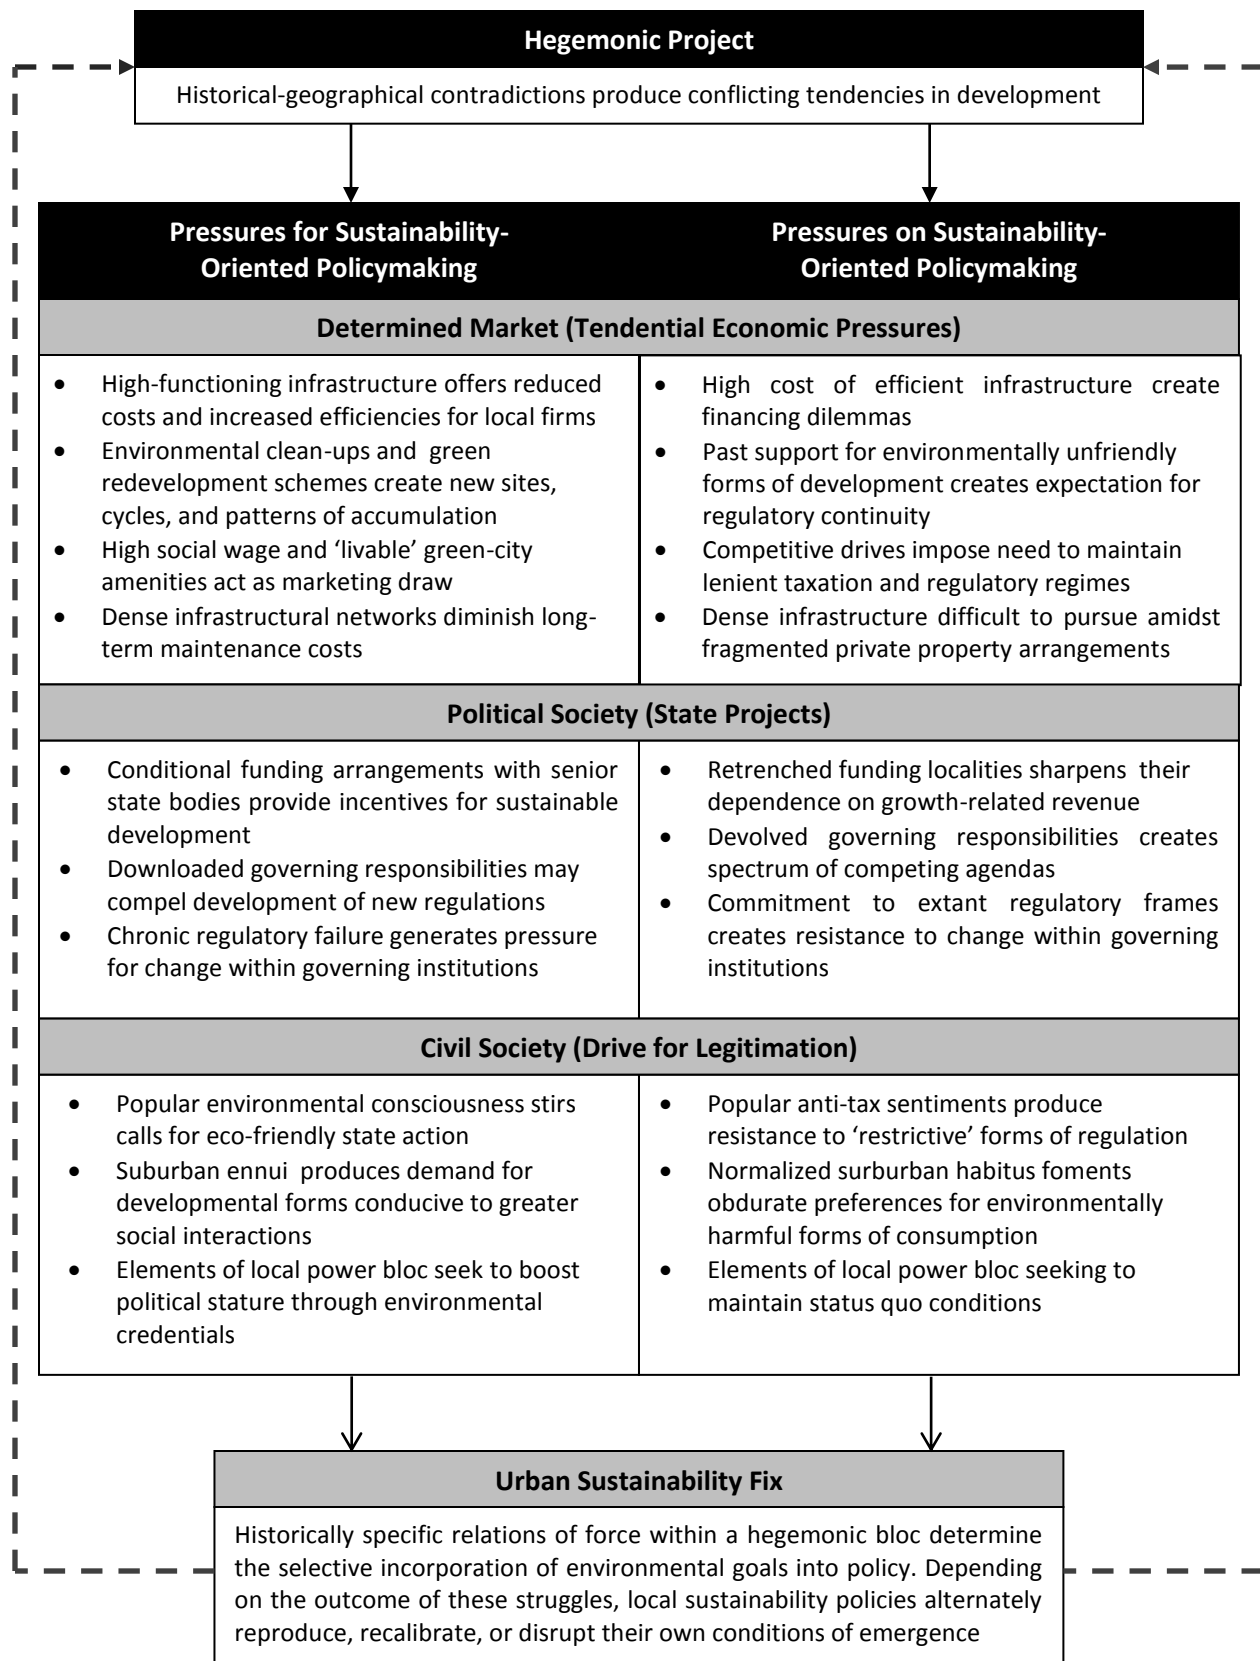 Hegemonic Project
Historical-geographical contradictions produce conflicting tendencies in development
Pressures for Sustainability-
Oriented Policymaking
Pressures on Sustainability-
Oriented Policymaking
Determined Market (Tendential Economic Pressures)
• High-functioning infrastructure offers reduced
costs and increased efficiencies for local firms
• Environmental clean-ups and green
redevelopment schemes create new sites,
cycles, and patterns of accumulation
• High social wage and ‘livable’ green-city
amenities act as marketing draw
• Dense infrastructural networks diminish long-
term maintenance costs
• High cost of efficient infrastructure create
financing dilemmas
• Past support for environmentally unfriendly
forms of development creates expectation for
regulatory continuity
• Competitive drives impose need to maintain
lenient taxation and regulatory regimes
• Dense infrastructure difficult to pursue amidst
fragmented private property arrangements
Political Society (State Projects)
• Conditional funding arrangements with senior
state bodies provide incentives for sustainable
development
• Downloaded governing responsibilities may
compel development of new regulations
• Chronic regulatory failure generates pressure
for change within governing institutions
• Retrenched funding localities sharpens their
dependence on growth-related revenue
• Devolved governing responsibilities creates
spectrum of competing agendas
• Commitment to extant regulatory frames
creates resistance to change within governing
institutions
Civil Society (Drive for Legitimation)
• Popular environmental consciousness stirs
calls for eco-friendly state action
• Suburban ennui produces demand for
developmental forms conducive to greater
social interactions
• Elements of local power bloc seek to boost
political stature through environmental
credentials
• Popular anti-tax sentiments produce
resistance to ‘restrictive’ forms of regulation
• Normalized surburban habitus foments
obdurate preferences for environmentally
harmful forms of consumption
• Elements of local power bloc seeking to
maintain status quo conditions
Urban Sustainability Fix
Historically specific relations of force within a hegemonic bloc determine
the selective incorporation of environmental goals into policy. Depending
on the outcome of these struggles, local sustainability policies alternately
reproduce, recalibrate, or disrupt their own conditions of emergence